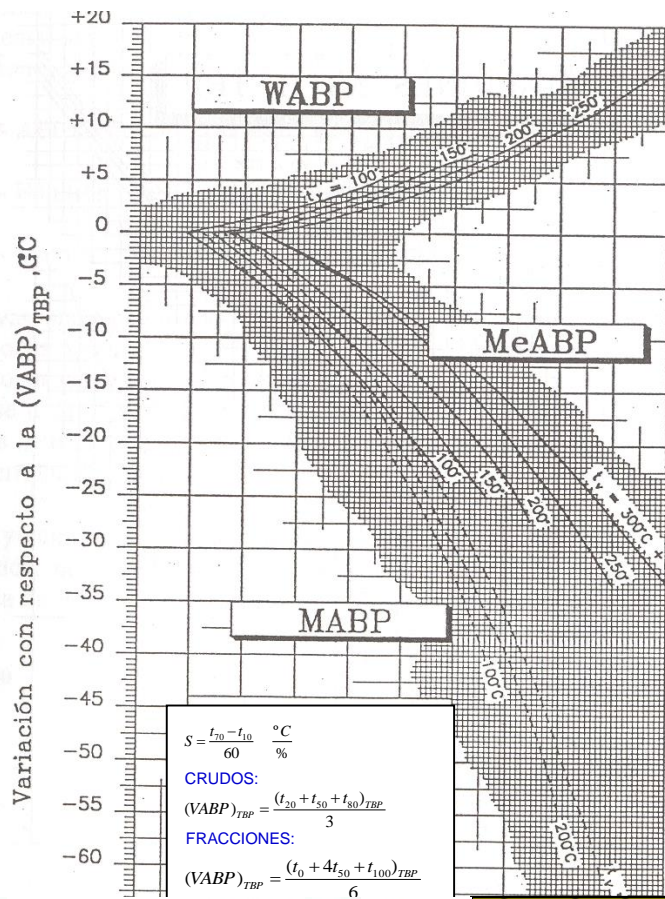 +20
+15
+10
+5
0
−5
−10
−15
−20
−25
−30
−35
−40
−45
−50
−55
−60
Variación con respecto a la (VABP)TBP ,GC
WABP
t_v = 100°
150°
200°
250°
MeABP
100°
150°
200°
250°
t_v = 300°C +
MABP
100°C
200°C
S = (t70 − t10) / 60 °C / %
CRUDOS:
(VABP)TBP = (t20 + t50 + t80)TBP / 3
FRACCIONES:
(VABP)TBP = (t0 + 4t50 + t100)TBP / 6